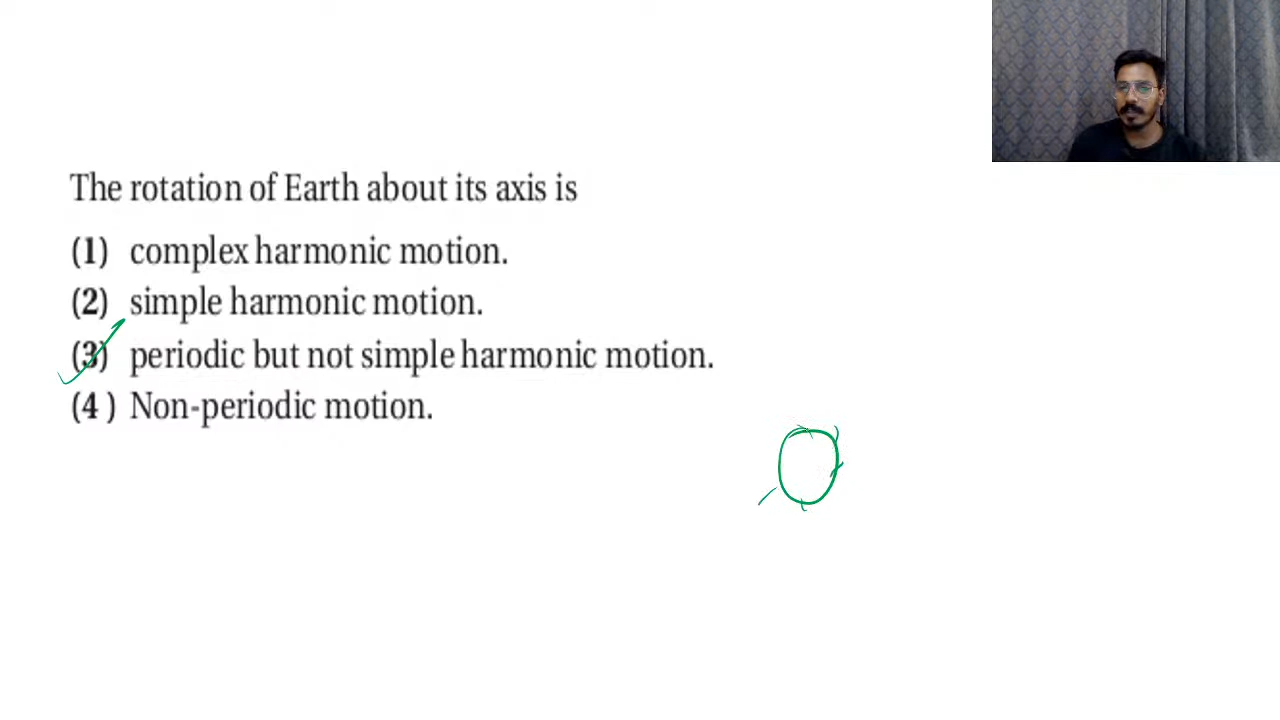 The rotation of Earth about its axis is
(1) complex harmonic motion.
(2) simple harmonic motion.
(3) periodic but not simple harmonic motion.
(4 ) Non-periodic motion.